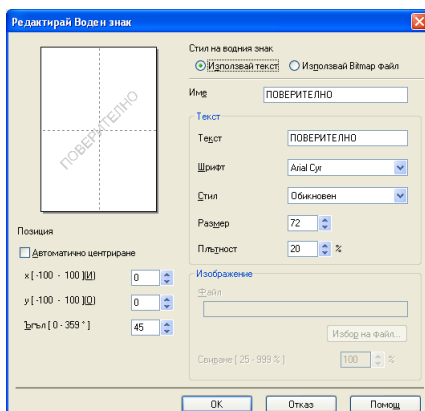 Редактирай Воден знак
ПОВЕРИТЕЛНО
Стил на водния знак
Използвай текст
Използвай Bitmap файл
Име
ПОВЕРИТЕЛНО
Текст
Текст
ПОВЕРИТЕЛНО
Шрифт
Arial Cyr
Стил
Обикновен
Размер
72
Плътност
20 %
Позиция
Автоматично центриране
x [ -100 - 100 ](И) 0
y [ -100 - 100 ](О) 0
Ъгъл [ 0 - 359 ° ] 45
Изображение
Файл
Избор на файл...
Свиване [ 25 - 999 % ] 100 %
OK
Отказ
Помощ